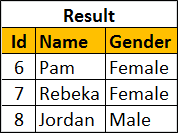 Result
Id Name Gender
6 Pam Female
7 Rebeka Female
8 Jordan Male